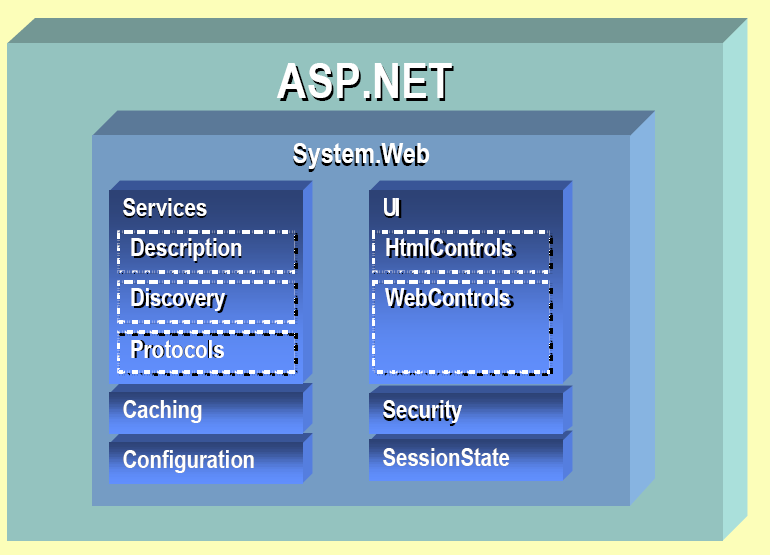 ASP.NET
System.Web
Services
Description
Discovery
Protocols
Caching
Configuration
UI
HtmlControls
WebControls
Security
SessionState